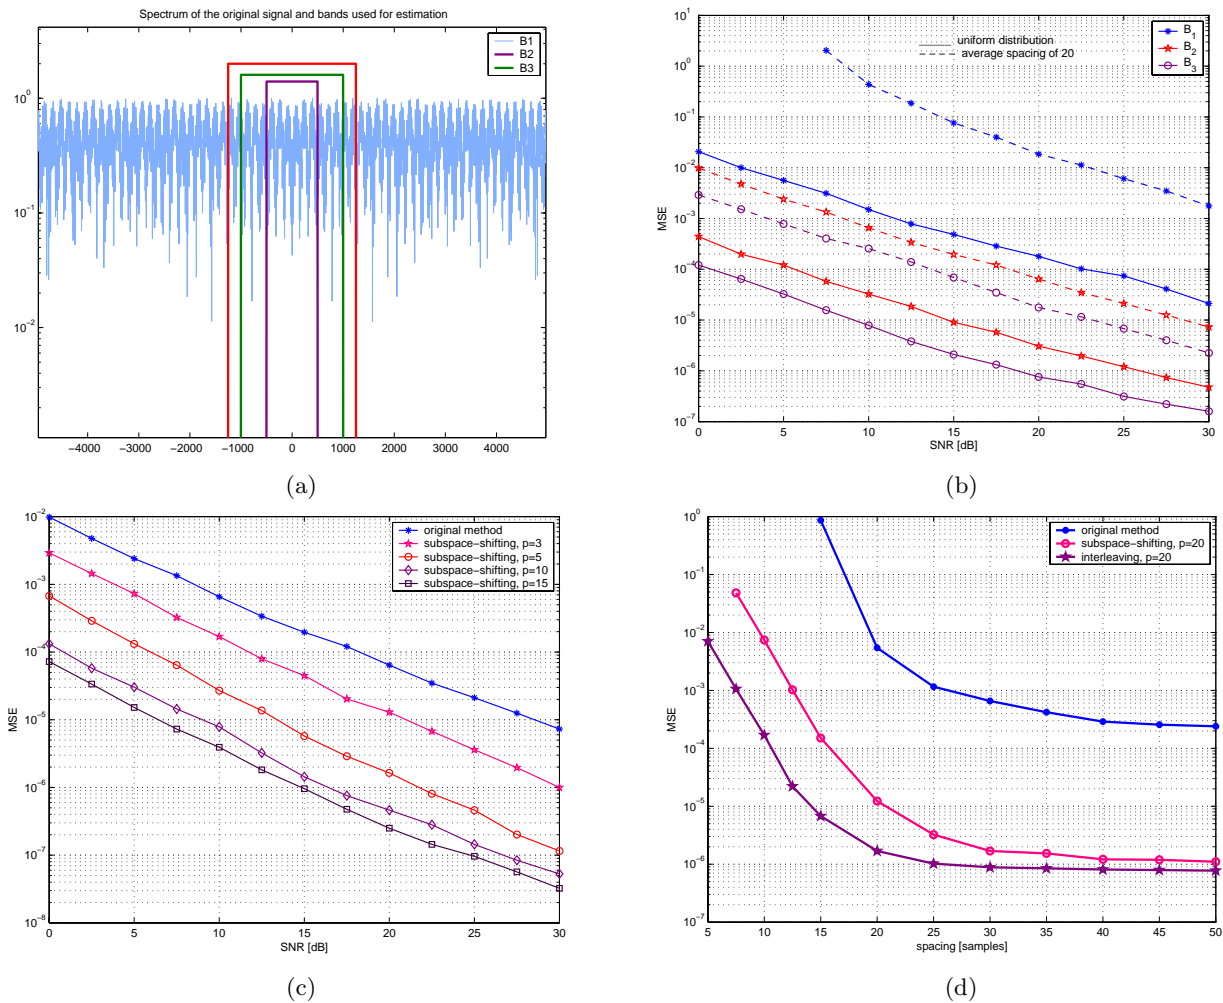 Spectrum of the original signal and bands used for estimation
B1
B2
B3
10^0
10^−1
10^−2
−4000 −3000 −2000 −1000 0 1000 2000 3000 4000
(a)
10^1
10^0
10^−1
10^−2
10^−3
10^−4
10^−5
10^−6
10^−7
MSE
uniform distribution
average spacing of 20
B_1
B_2
B_3
0 5 10 15 20 25 30
SNR [dB]
(b)
10^−2
10^−3
10^−4
10^−5
10^−6
10^−7
10^−8
MSE
original method
subspace−shifting, p=3
subspace−shifting, p=5
subspace−shifting, p=10
subspace−shifting, p=15
0 5 10 15 20 25 30
SNR [dB]
(c)
10^0
10^−1
10^−2
10^−3
10^−4
10^−5
10^−6
10^−7
MSE
original method
subspace−shifting, p=20
interleaving, p=20
5 10 15 20 25 30 35 40 45 50
spacing [samples]
(d)